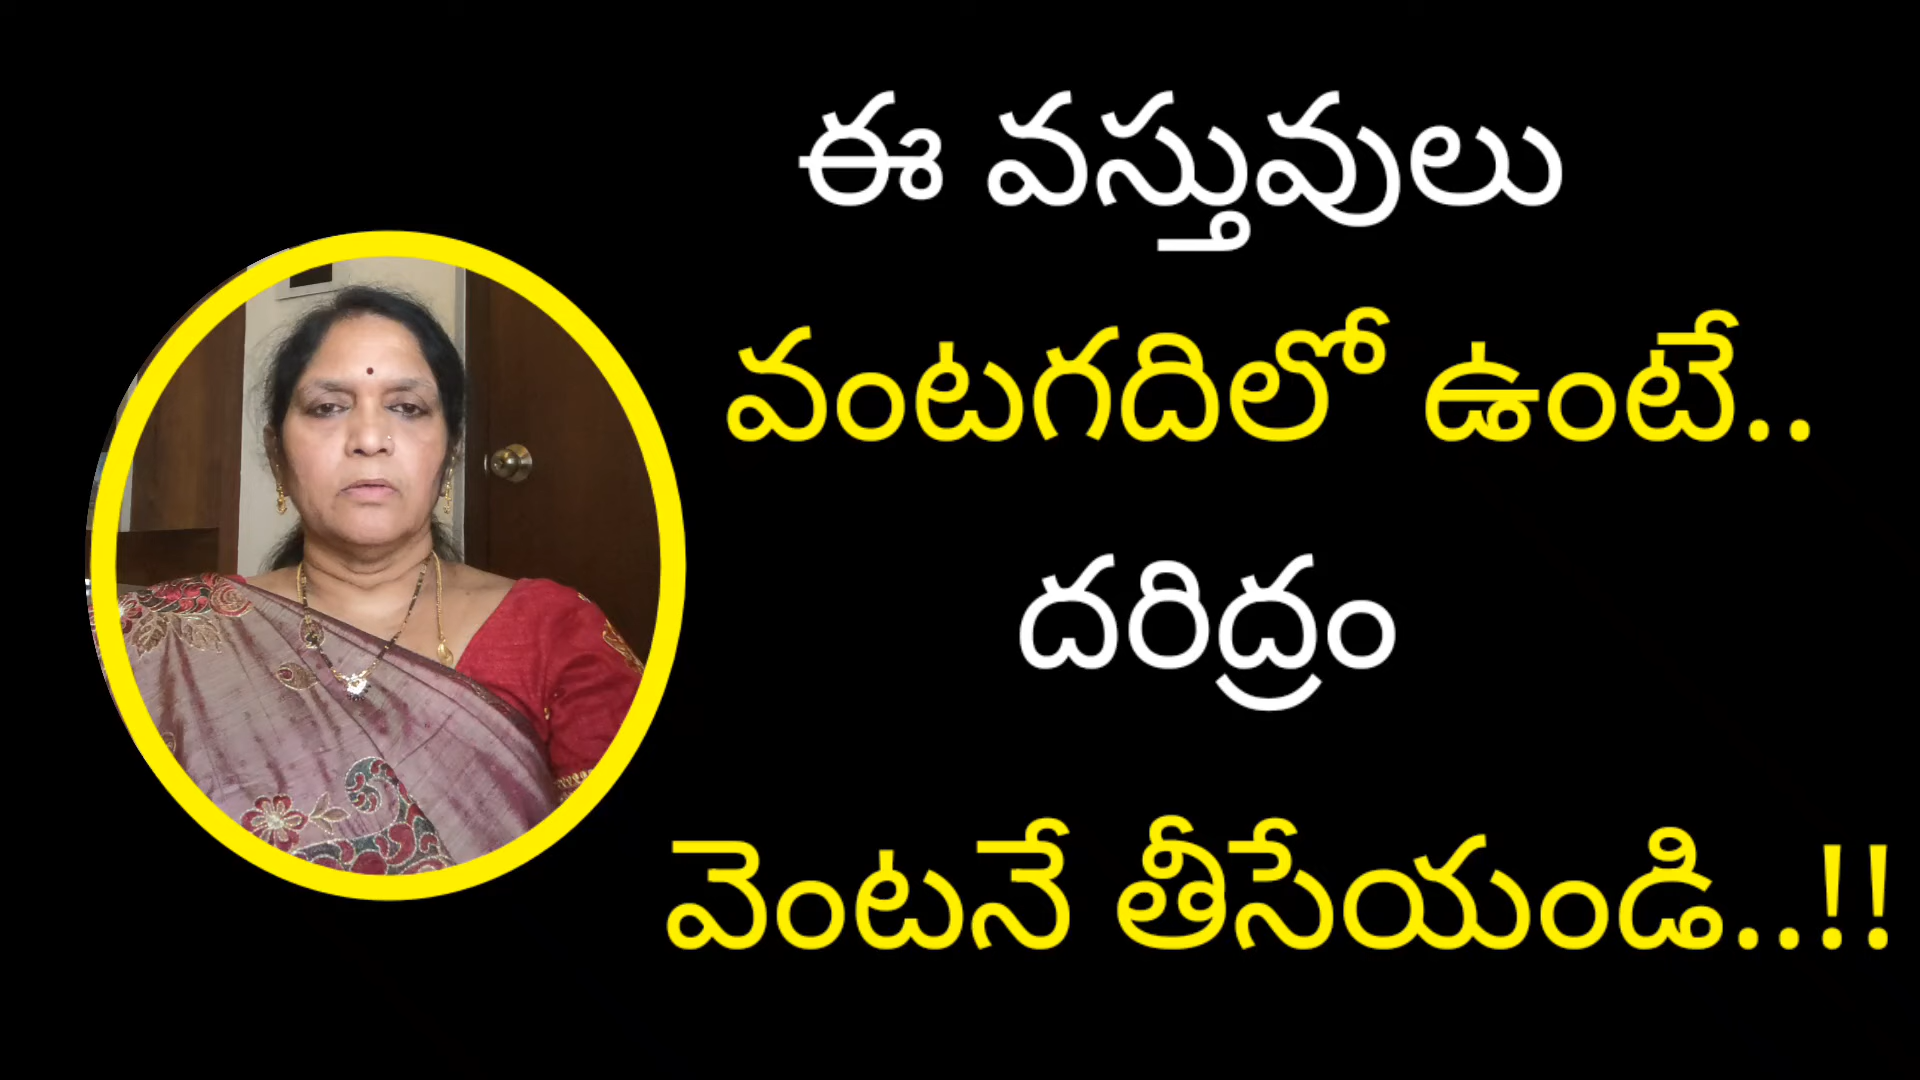 ఈ వస్తువులు
వంటగదిలో ఉంటే..
దరిద్రం
వెంటనే తీసేయండి..!!